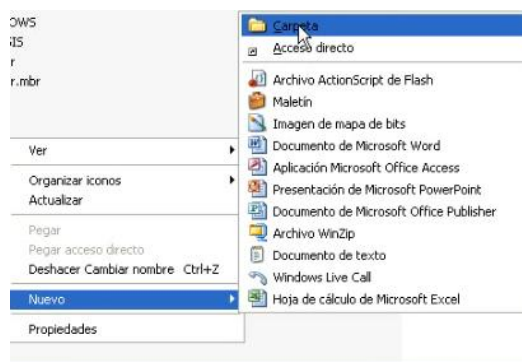 OWS
SIS
r
r.mbr
Ver
Organizar iconos
Actualizar
Pegar
Pegar acceso directo
Deshacer Cambiar nombre Ctrl+Z
Nuevo
Propiedades
Carpeta
Acceso directo
Archivo ActionScript de Flash
Maletín
Imagen de mapa de bits
Documento de Microsoft Word
Aplicación Microsoft Office Access
Presentación de Microsoft PowerPoint
Documento de Microsoft Office Publisher
Archivo WinZip
Documento de texto
Windows Live Call
Hoja de cálculo de Microsoft Excel